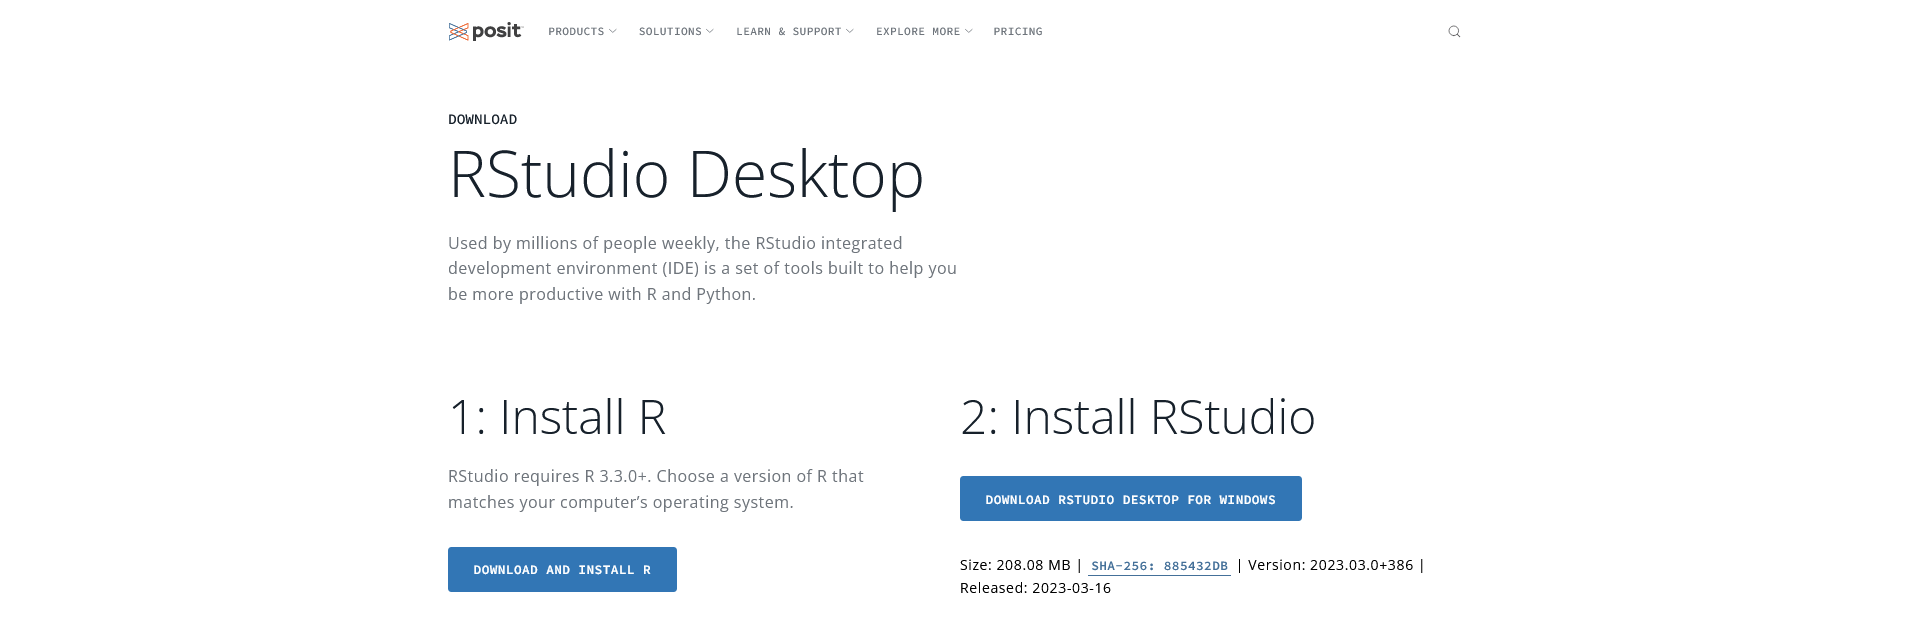 posit
PRODUCTS SOLUTIONS LEARN & SUPPORT EXPLORE MORE PRICING
DOWNLOAD
RStudio Desktop
Used by millions of people weekly, the RStudio integrated
development environment (IDE) is a set of tools built to help you
be more productive with R and Python.
1: Install R
RStudio requires R 3.3.0+. Choose a version of R that
matches your computer’s operating system.
DOWNLOAD AND INSTALL R
2: Install RStudio
DOWNLOAD RSTUDIO DESKTOP FOR WINDOWS
Size: 208.08 MB | SHA-256: 885432DB | Version: 2023.03.0+386 |
Released: 2023-03-16